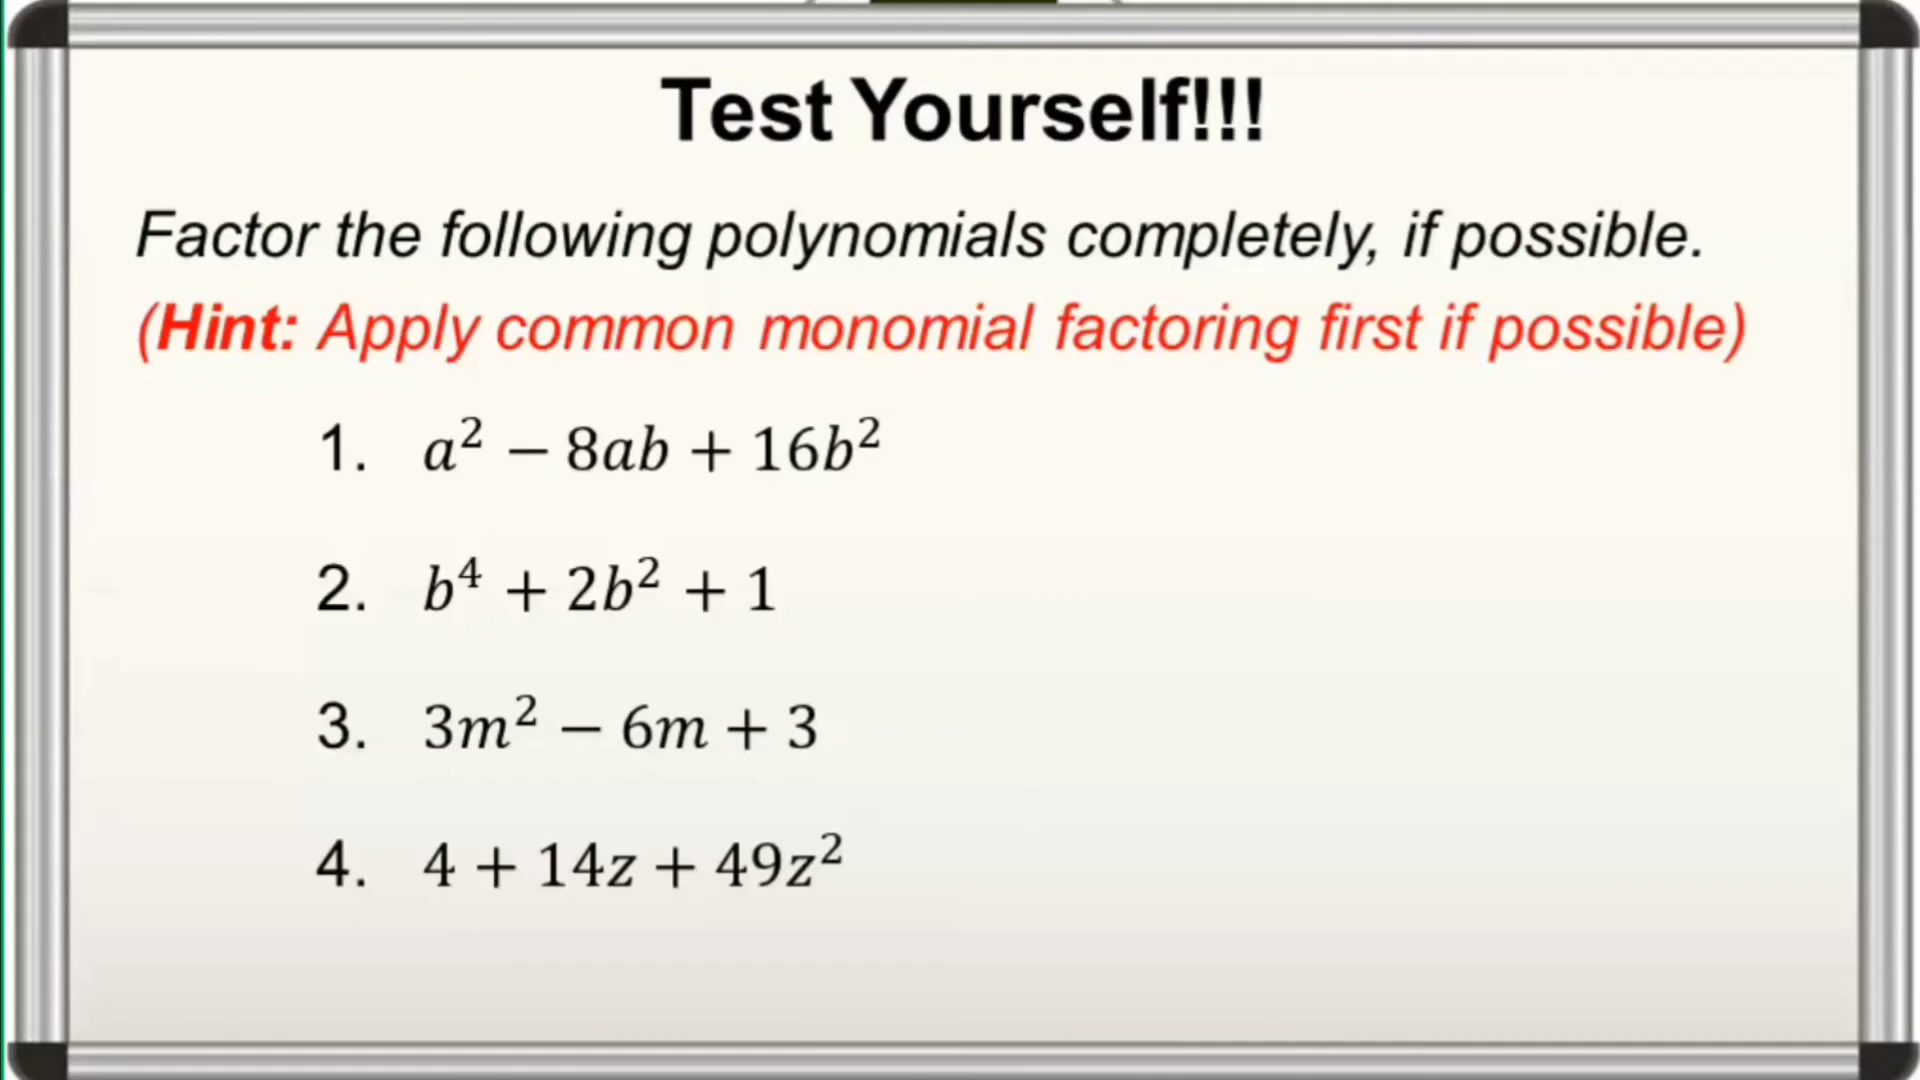 Test Yourself!!!
Factor the following polynomials completely, if possible.
(Hint: Apply common monomial factoring first if possible)
1. a² − 8ab + 16b²
2. b⁴ + 2b² + 1
3. 3m² − 6m + 3
4. 4 + 14z + 49z²